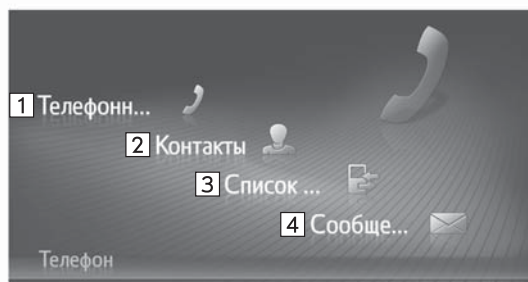 1 Телефонн...
2 Контакты
3 Список ...
4 Сообще...
Телефон